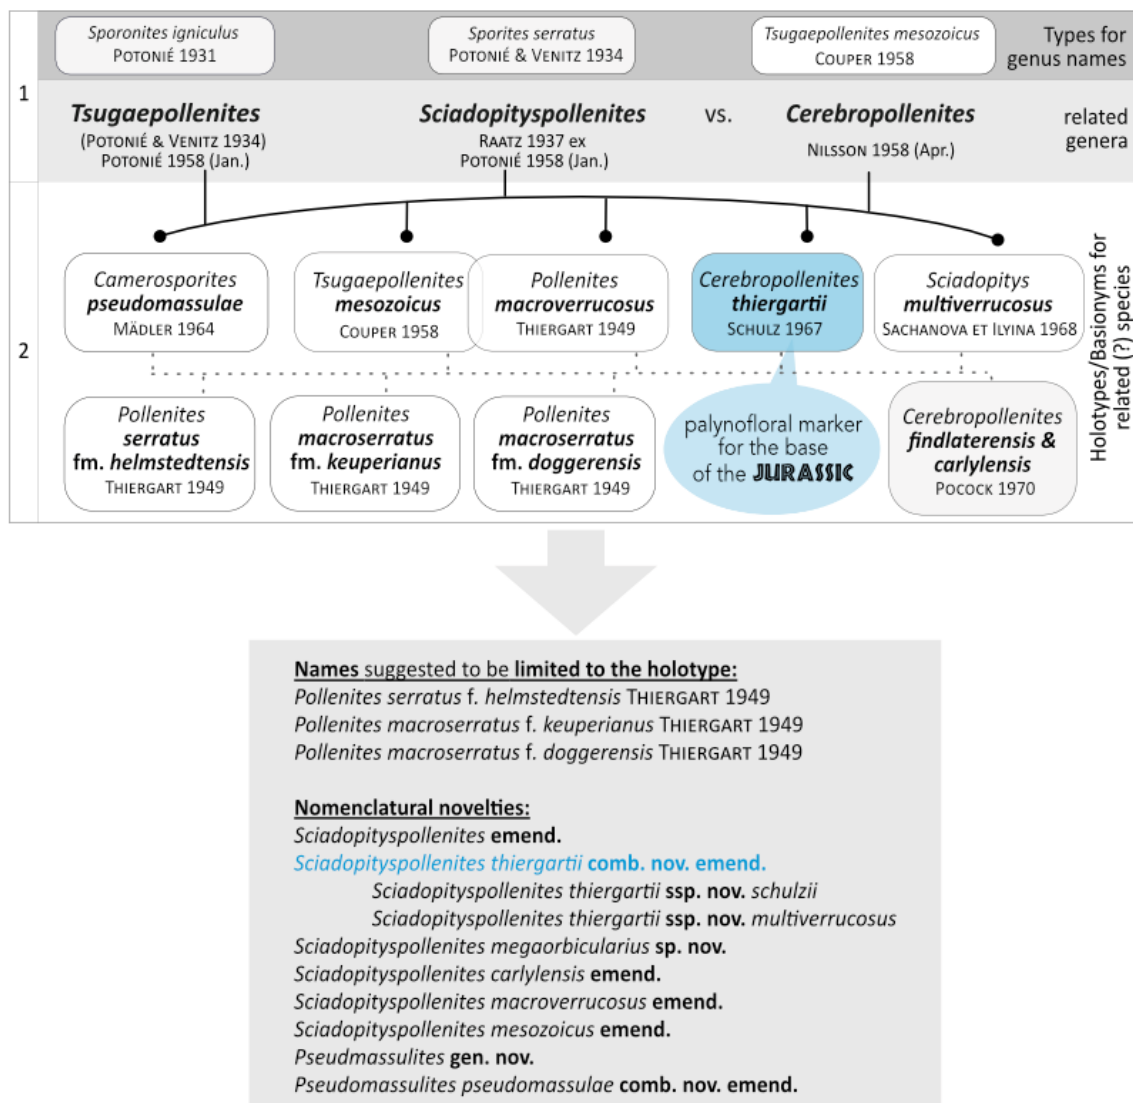 Sporonites igniculus
POTONIÉ 1931
Sporites serratus
POTONIÉ & VENITZ 1934
Tsugaepollenites mesozoicus
COUPER 1958
Types for
genus names
1
Tsugaepollenites
(POTONIÉ & VENITZ 1934)
POTONIÉ 1958 (Jan.)
Sciadopityspollenites
RAATZ 1937 ex
POTONIÉ 1958 (Jan.)
vs.
Cerebropollenites
NILSSON 1958 (Apr.)
related
genera
2
Camerosporites
pseudomassulae
MÄDLER 1964
Tsugaepollenites
mesozoicus
COUPER 1958
Pollenites
macroverrucosus
THIERGART 1949
Cerebropollenites
thiergartii
SCHULZ 1967
Sciadopitys
multiverrucosus
SACHANOVA ET ILYINA 1968
Holotypes/Basionyms for
related (?) species
Pollenites
serratus
fm. helmstedtensis
THIERGART 1949
Pollenites
macroserratus
fm. keuperianus
THIERGART 1949
Pollenites
macroserratus
fm. doggerensis
THIERGART 1949
palynofloral marker
for the base
of the JURASSIC
Cerebropollenites
findlaterensis &
carlylensis
POCOCK 1970
Names suggested to be limited to the holotype:
Pollenites serratus f. helmstedtensis THIERGART 1949
Pollenites macroserratus f. keuperianus THIERGART 1949
Pollenites macroserratus f. doggerensis THIERGART 1949
Nomenclatural novelties:
Sciadopityspollenites emend.
Sciadopityspollenites thiergartii comb. nov. emend.
Sciadopityspollenites thiergartii ssp. nov. schulzii
Sciadopityspollenites thiergartii ssp. nov. multiverrucosus
Sciadopityspollenites megaorbicularius sp. nov.
Sciadopityspollenites carlylensis emend.
Sciadopityspollenites macroverrucosus emend.
Sciadopityspollenites mesozoicus emend.
Pseudmassulites gen. nov.
Pseudomassulites pseudomassulae comb. nov. emend.